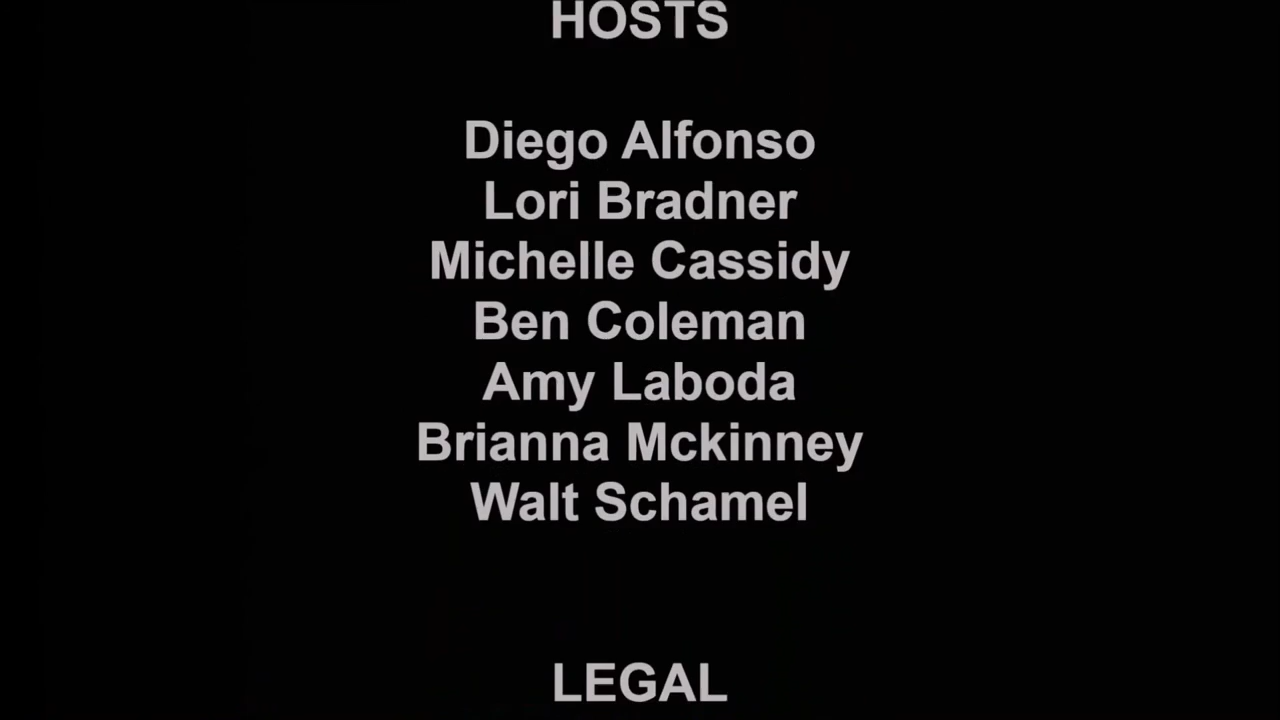 HOSTS
Diego Alfonso
Lori Bradner
Michelle Cassidy
Ben Coleman
Amy Laboda
Brianna Mckinney
Walt Schamel
LEGAL